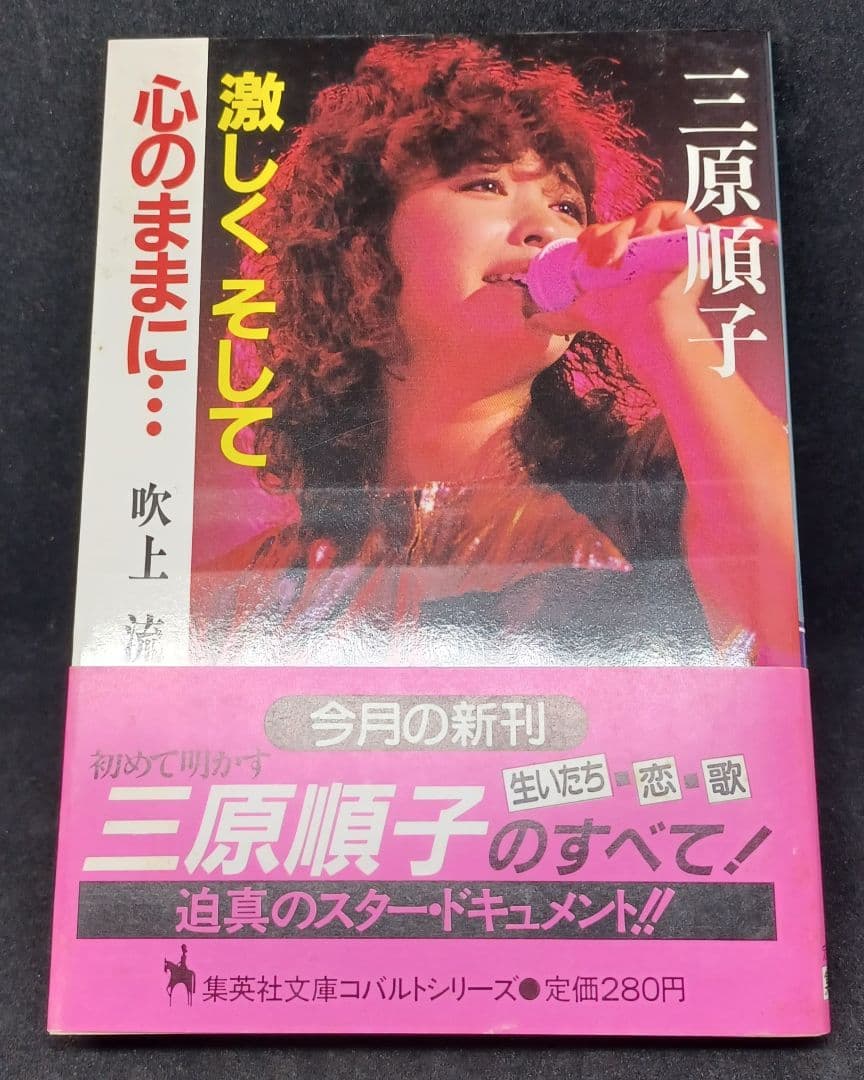 三原順子
激しく そして
心のままに…
吹上 流
今月の新刊
初めて明かす
生いたち・恋・歌
三原順子のすべて!
迫真のスター・ドキュメント!!
集英社文庫コバルトシリーズ●定価280円